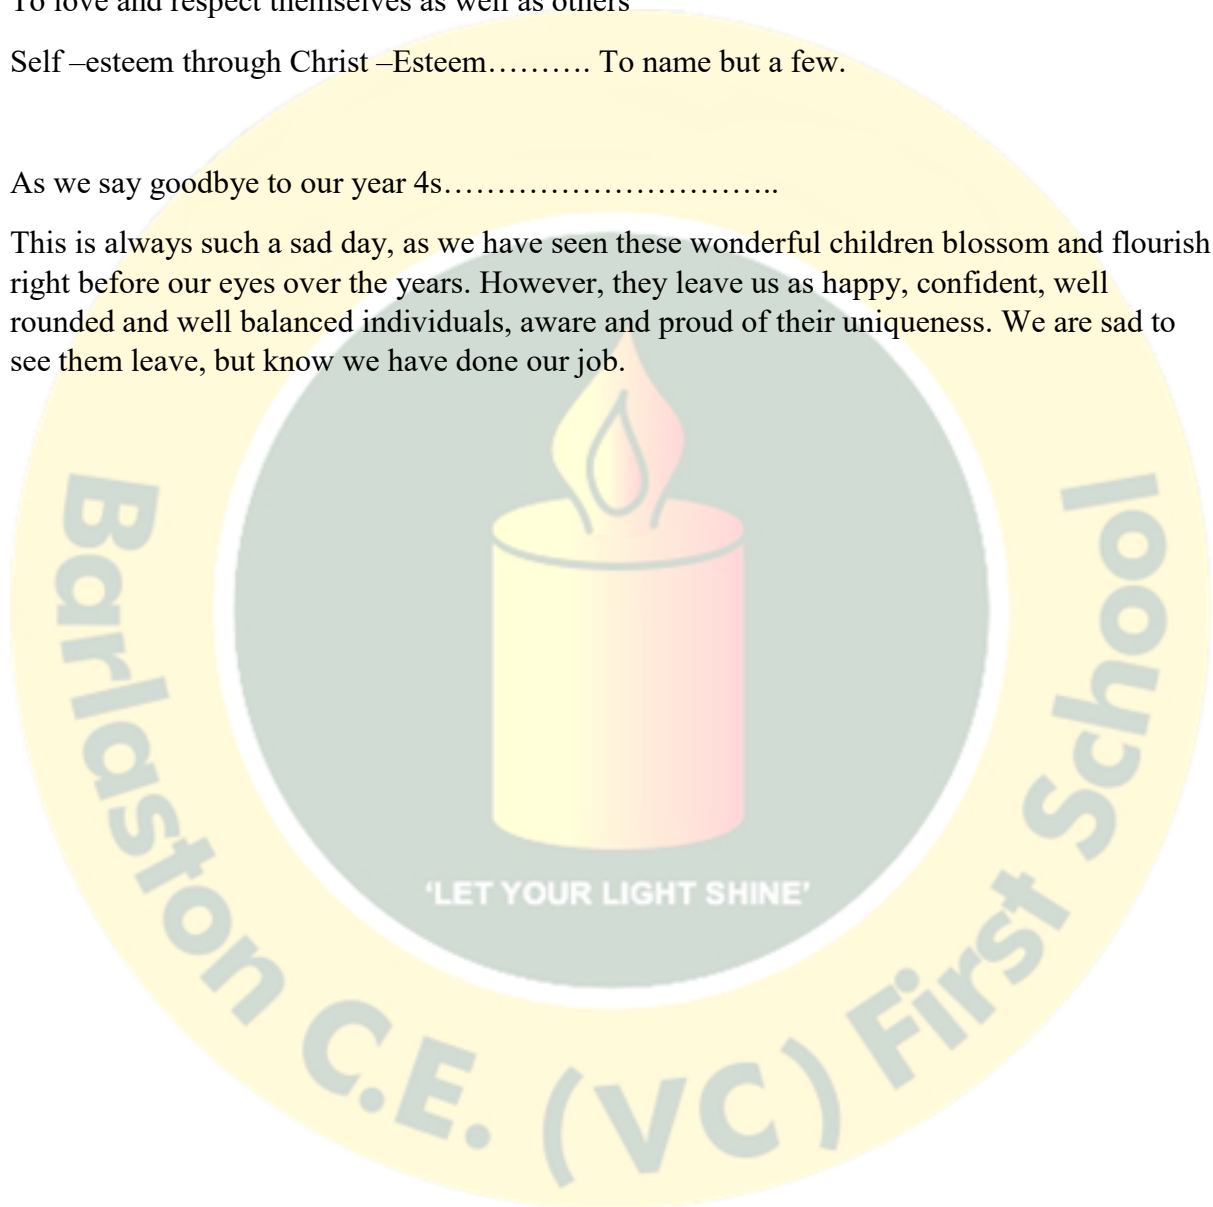 To love and respect themselves as well as others
Self –esteem through Christ –Esteem………. To name but a few.
As we say goodbye to our year 4s…………………………..
This is always such a sad day, as we have seen these wonderful children blossom and flourish
right before our eyes over the years. However, they leave us as happy, confident, well
rounded and well balanced individuals, aware and proud of their uniqueness. We are sad to
see them leave, but know we have done our job.
‘LET YOUR LIGHT SHINE’
Barlaston C.E. (VC) First School